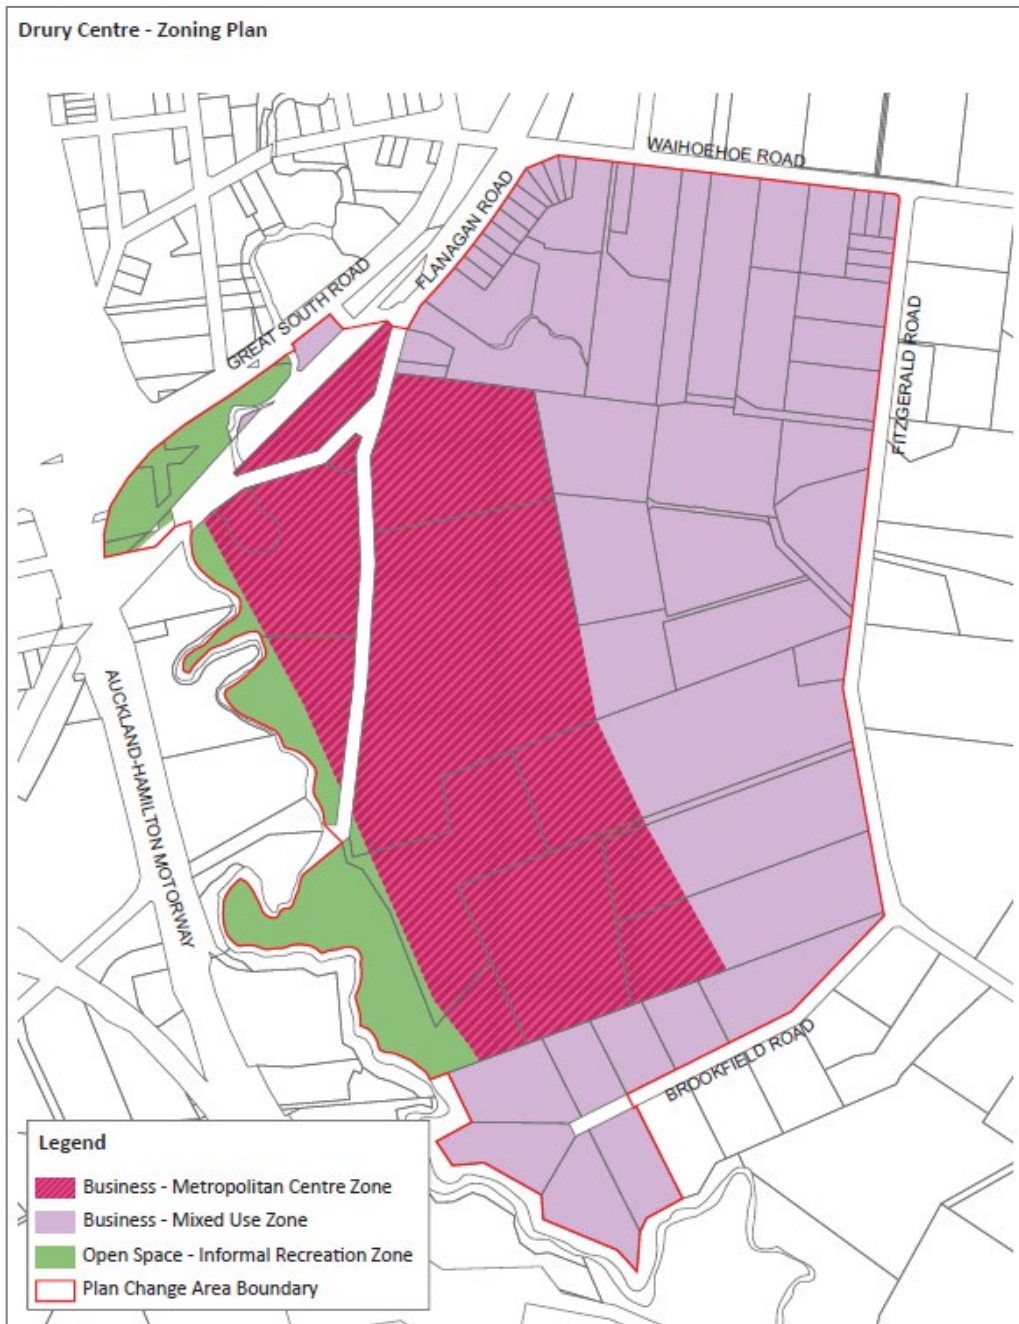 Drury Centre - Zoning Plan
WAIHOEHOE ROAD
FLANAGAN ROAD
GREAT SOUTH ROAD
FITZGERALD ROAD
AUCKLAND-HAMILTON MOTORWAY
BROOKFIELD ROAD
Legend
Business - Metropolitan Centre Zone
Business - Mixed Use Zone
Open Space - Informal Recreation Zone
Plan Change Area Boundary